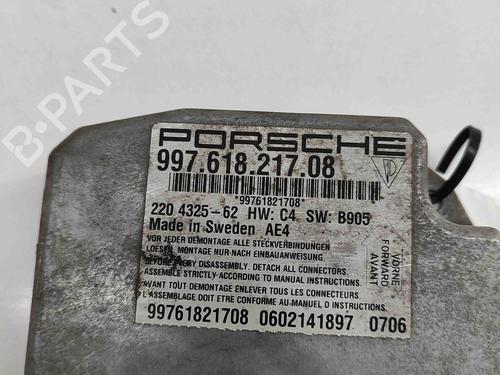 B-PARTS
PORSCHE
997.618.217.08
*99761821708*
220 4325-62 HW: C4 SW: B905
Made in Sweden AE4
VOR JEDER DEMONTAGE ALLE STECKVERBINDUNGEN
LOESEN. MONTAGE NUR NACH EINBAUANWEISUNG.
BEFORE EVERY DISASSEMBLY. DETACH ALL CONNECTORS.
ASSEMBLE STRICTLY ACCORDING TO MANUAL INSTRUCTIONS.
AVANT TOUT DEMONTAGE ENLEVER TOUS LES CONNECTEURS.
L ASSEMBLAGE DOIT ETRE CONFORME AU MANUEL D INSTRUCTIONS
99761821708 0602141897 0706
VORNE
FORWARD
AVANT